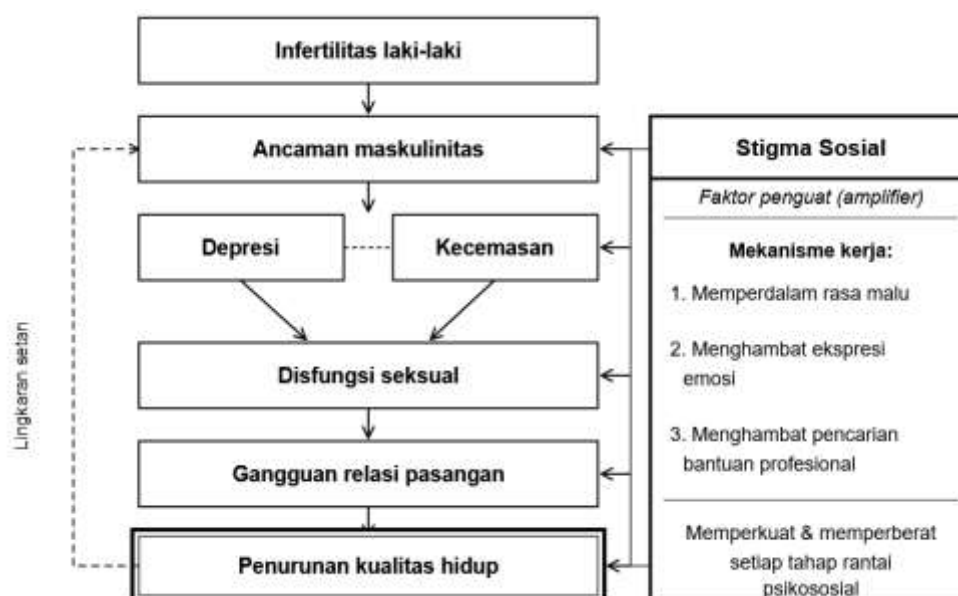 Infertilitas laki-laki
Ancaman maskulinitas
Depresi
Kecemasan
Disfungsi seksual
Gangguan relasi pasangan
Penurunan kualitas hidup
Lingkaran setan
Stigma Sosial
Faktor penguat (amplifier)
Mekanisme kerja:
1. Memperdalam rasa malu
2. Menghambat ekspresi
emosi
3. Menghambat pencarian
bantuan profesional
Memperkuat & memperberat
setiap tahap rantai
psikososial